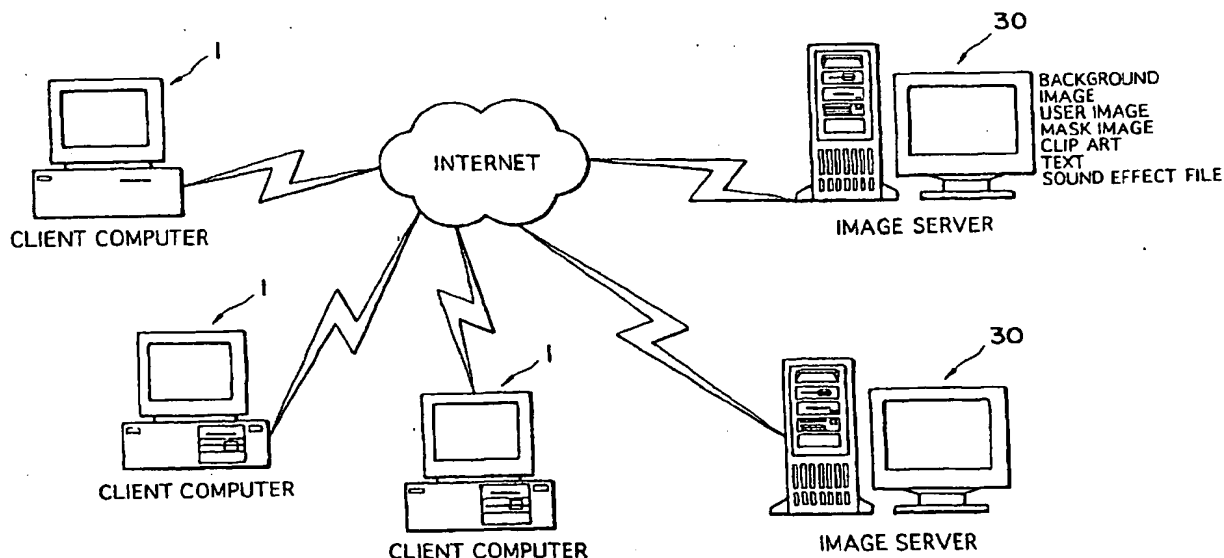 1
30
BACKGROUND
IMAGE
USER IMAGE
MASK IMAGE
CLIP ART
TEXT
SOUND EFFECT FILE
INTERNET
CLIENT COMPUTER
IMAGE SERVER
1
1
30
CLIENT COMPUTER
CLIENT COMPUTER
IMAGE SERVER